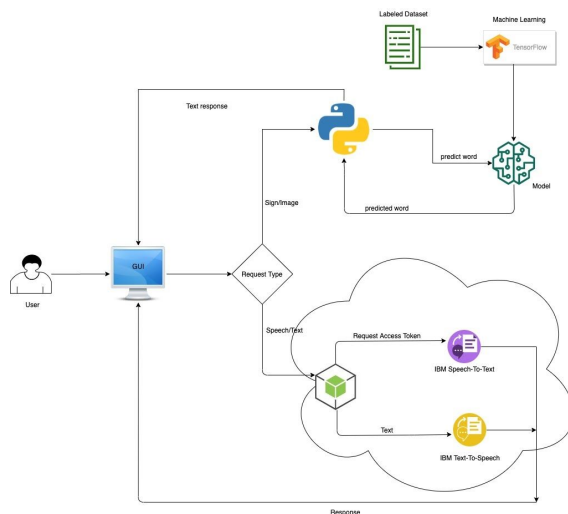 Labeled Dataset
Machine Learning
TensorFlow
Text response
predict word
Model
predicted word
Sign/Image
GUI
Request Type
User
Speech/Text
Request Access Token
IBM Speech-To-Text
Text
IBM Text-To-Speech
Response